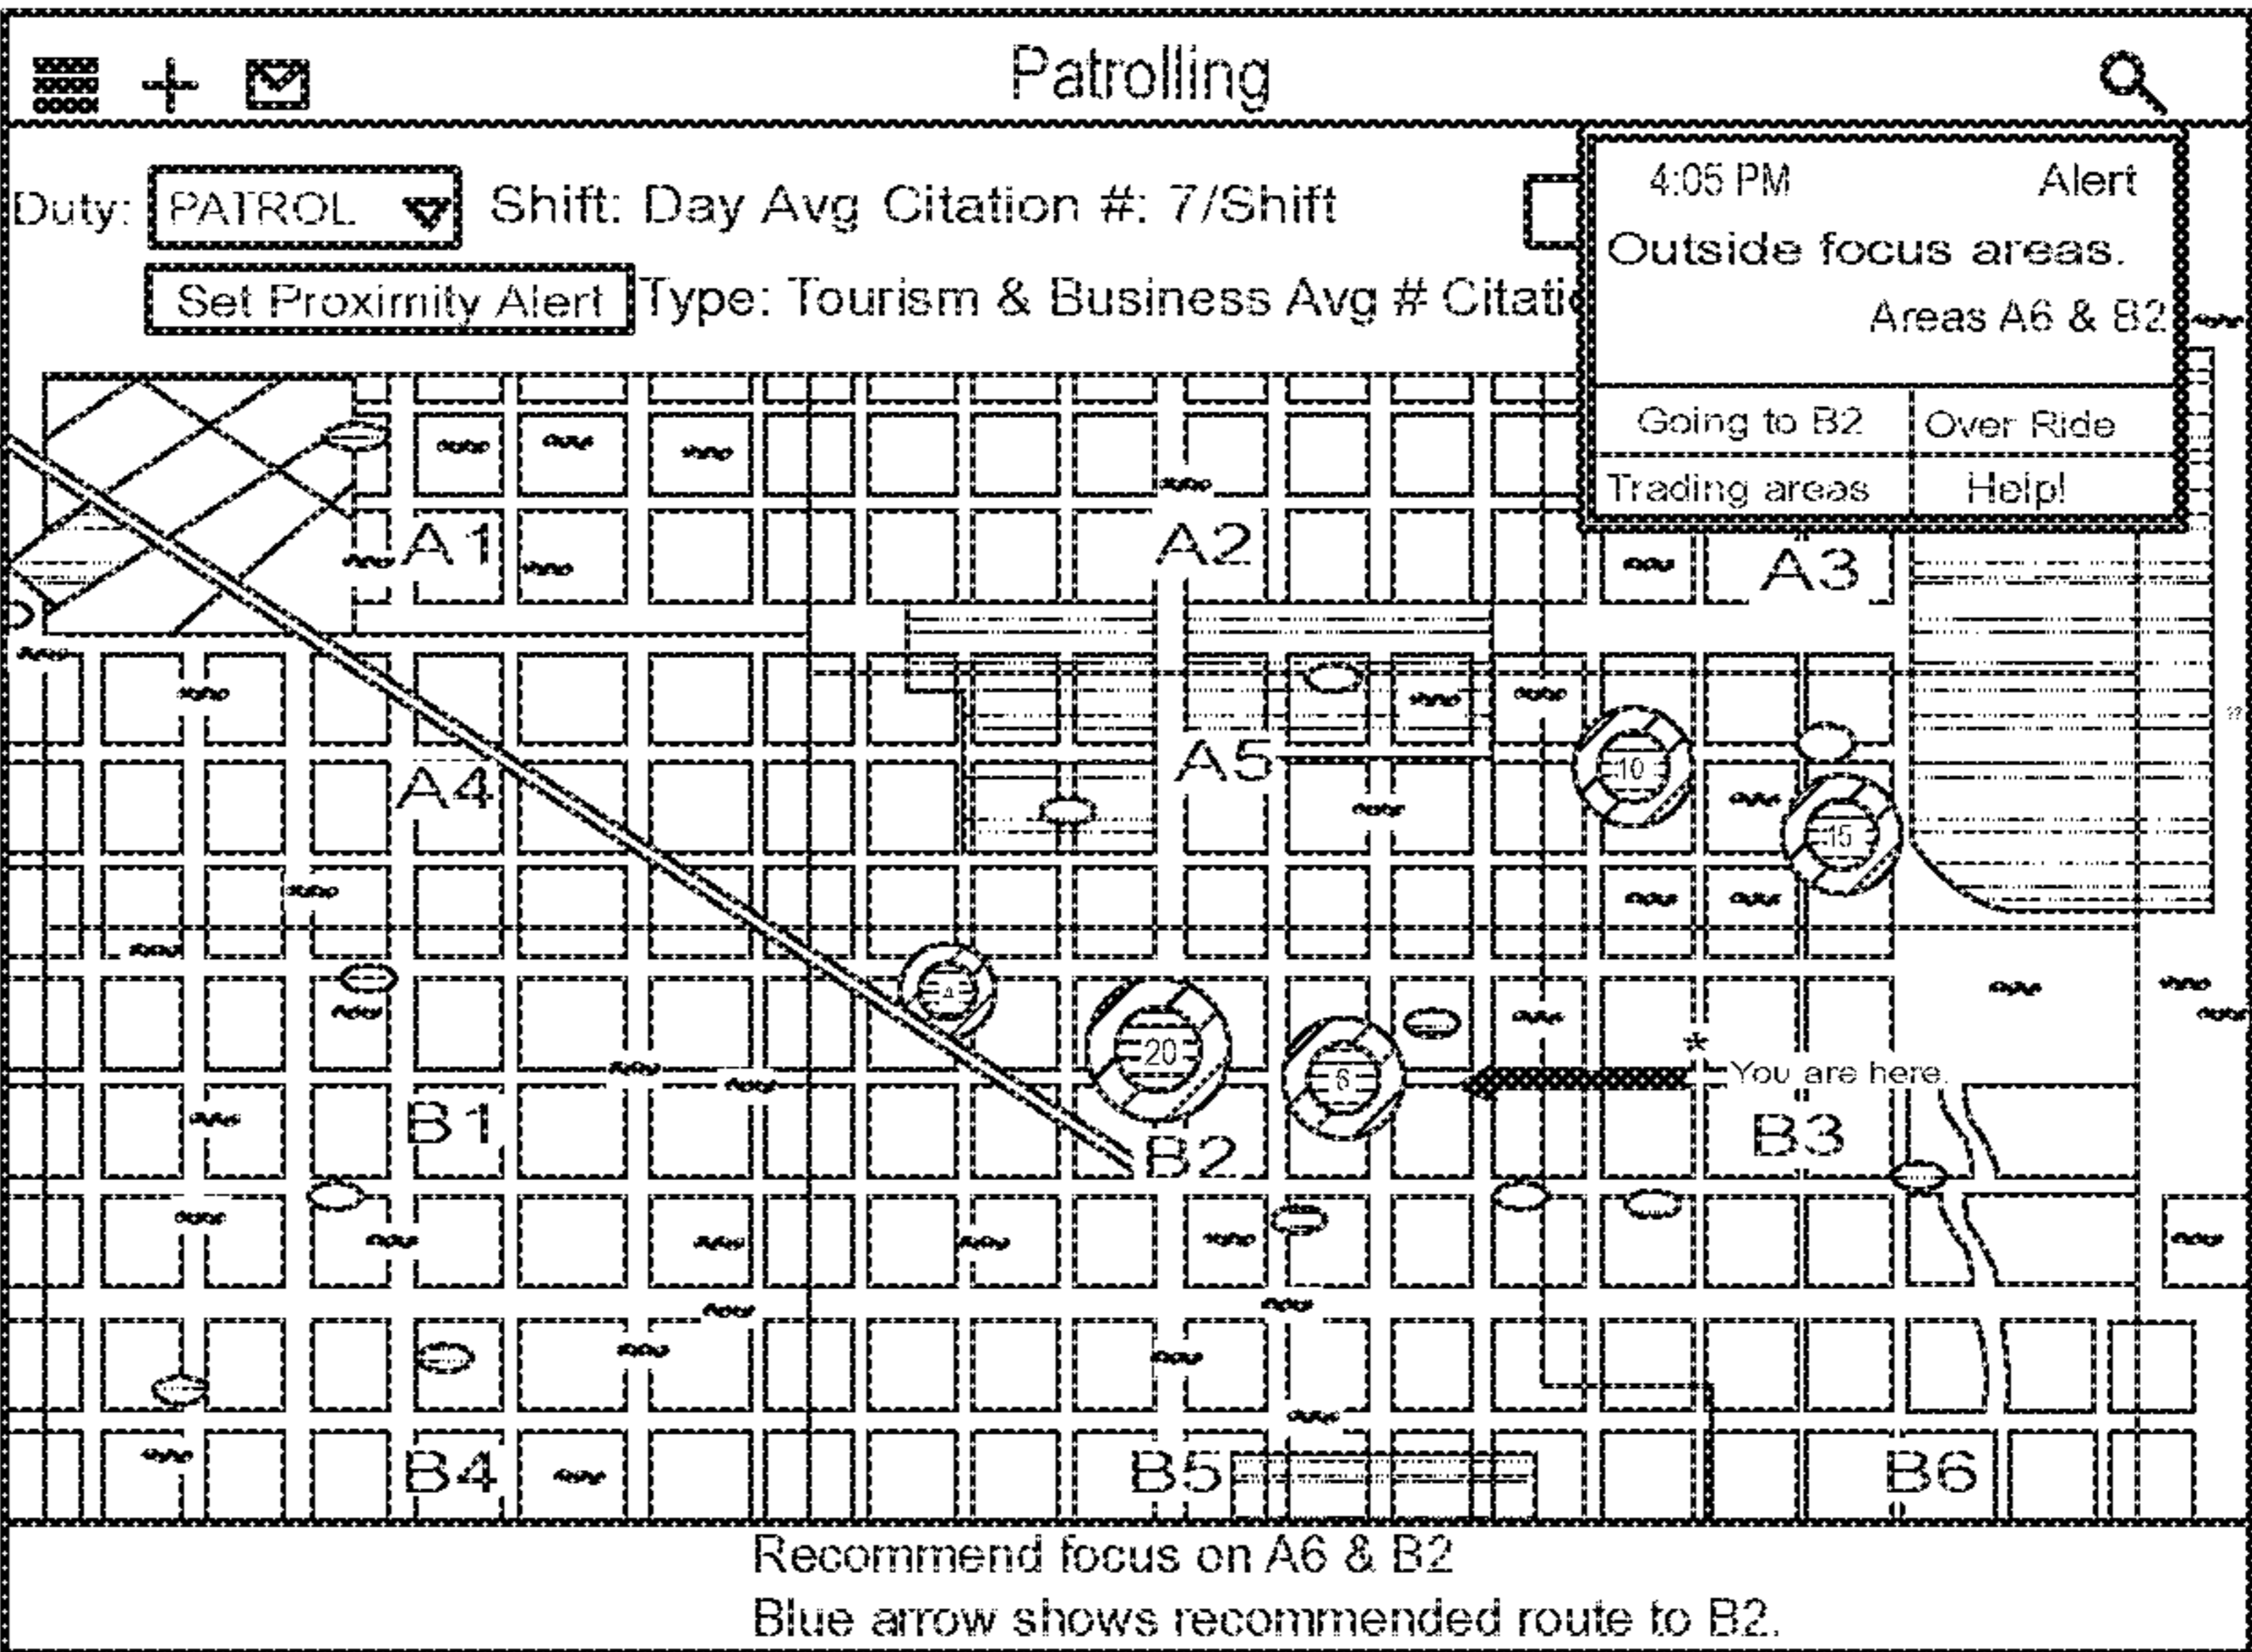 Patrolling
Duty: PATROL Shift: Day Avg Citation #: 7/Shift
Set Proximity Alert Type: Tourism & Business Avg # Citatio
4:05 PM Alert
Outside focus areas.
Areas A6 & B2
Going to B2 Over Ride
Trading areas Help!
A1 A2 A3
A4 A5
10
15
4
20
6
*
You are here.
B1 B2 B3
B4 B5 B6
Recommend focus on A6 & B2
Blue arrow shows recommended route to B2.